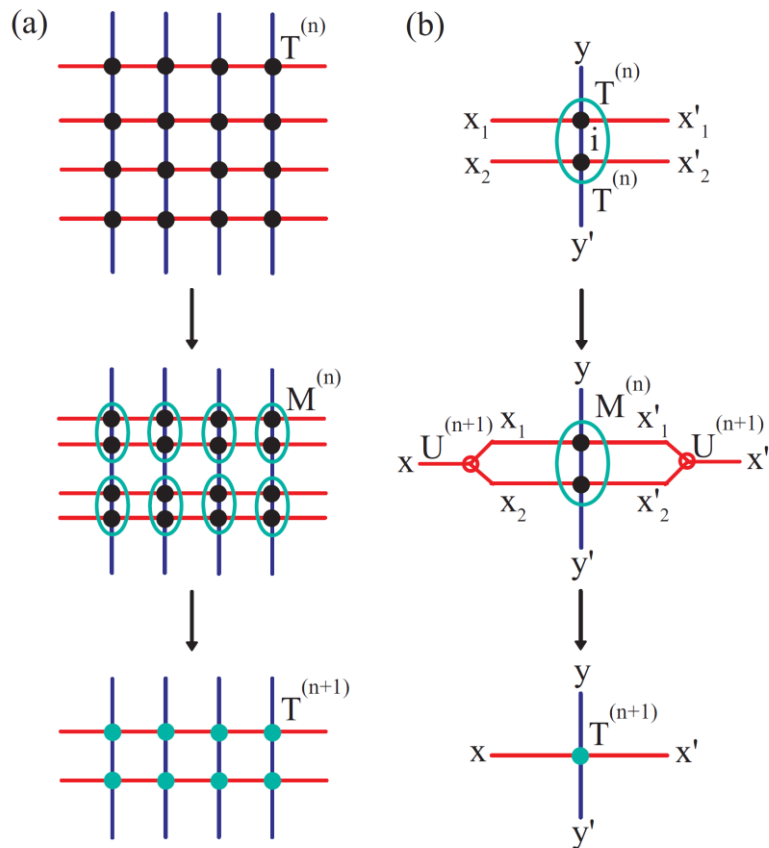 (a)
T^(n)
M^(n)
T^(n+1)
(b)
y
T^(n)
x₁ x'₁
i
x₂ x'₂
T^(n)
y'
y
M^(n)
U^(n+1) x₁ x'₁ U^(n+1)
x x'
x₂ x'₂
y'
y
T^(n+1)
x x'
y'